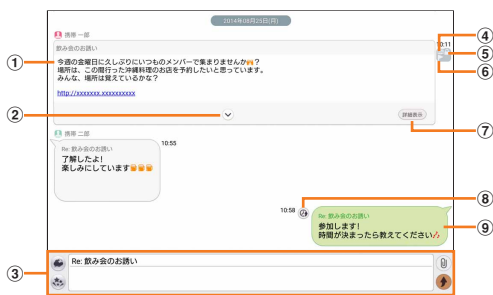 2014年08月25日(月)
携帯 一郎
飲み会のお誘い
10:11
今週の金曜日に久しぶりにいつものメンバーで集まりませんか?
場所は、この間行った沖縄料理のお店を予約したいと思っています。
みんな、場所は覚えているかな?
http://xxxxxxx.xxxxxxxxxx
詳細表示
携帯 二郎
Re: 飲み会のお誘い
10:55
了解したよ!
楽しみにしています
10:58
Re: 飲み会のお誘い
参加します!
時間が決まったら教えてください
Re: 飲み会のお誘い
①
②
③
④
⑤
⑥
⑦
⑧
⑨